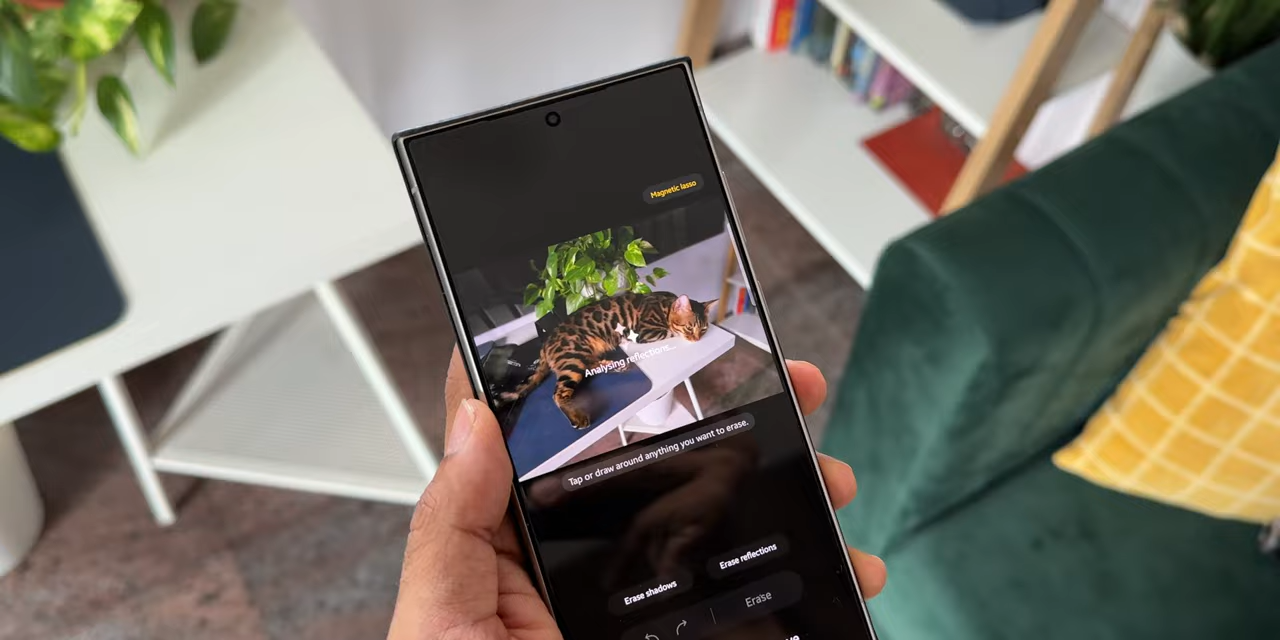 Magnetic lasso
Analysing reflections...
Tap or draw around anything you want to erase.
Erase reflections
Erase shadows
Erase